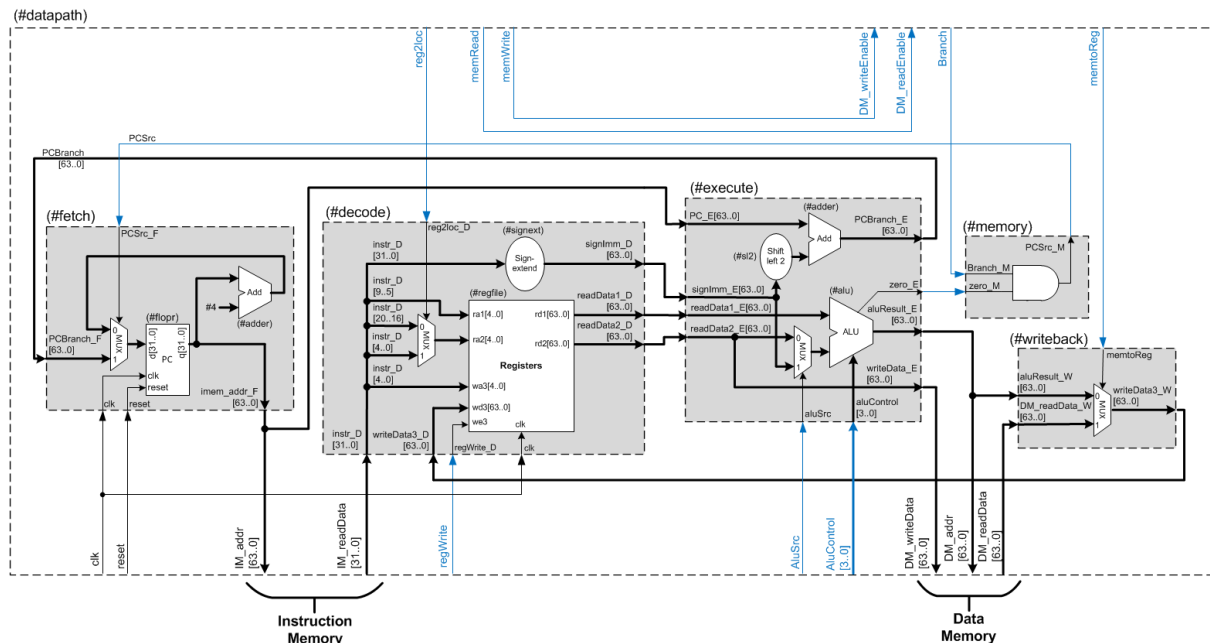 (#datapath)
reg2loc
memRead
memWrite
DM_writeEnable
DM_readEnable
Branch
memtoReg
PCSrc
PCBranch
[63..0]
(#fetch)
PCSrc_F
#4
Add
(#adder)
0
MUX
1
(#flopr)
d[31..0]
q[31..0]
PC
clk
reset
PCBranch_F
[63..0]
imem_addr_F
[63..0]
clk
reset
(#decode)
reg2loc_D
(#signext)
Sign-
extend
signImm_D
[63..0]
instr_D
[31..0]
instr_D
[9..5]
instr_D
[20..16]
instr_D
[4..0]
instr_D
[4..0]
0
MUX
1
(#regfile)
ra1[4..0]
ra2[4..0]
wa3[4..0]
wd3[63..0]
we3
rd1[63..0]
rd2[63..0]
Registers
clk
readData1_D
[63..0]
readData2_D
[63..0]
instr_D
[31..0]
writeData3_D
[63..0]
regWrite_D
clk
(#execute)
PC_E[63..0]
(#adder)
Add
PCBranch_E
[63..0]
(#sl2)
Shift
left 2
signImm_E[63..0]
readData1_E[63..0]
readData2_E[63..0]
(#alu)
ALU
zero_E
aluResult_E
[63..0]
0
MUX
1
writeData_E
[63..0]
aluSrc
aluControl
[3..0]
(#memory)
PCSrc_M
Branch_M
zero_M
(#writeback)
memtoReg
aluResult_W
[63..0]
DM_readData_W
[63..0]
0
MUX
1
writeData3_W
[63..0]
clk
reset
IM_addr
[63..0]
IM_readData
[31..0]
regWrite
AluSrc
AluControl
[3..0]
DM_writeData
[63..0]
DM_addr
[63..0]
DM_readData
[63..0]
Instruction
Memory
Data
Memory